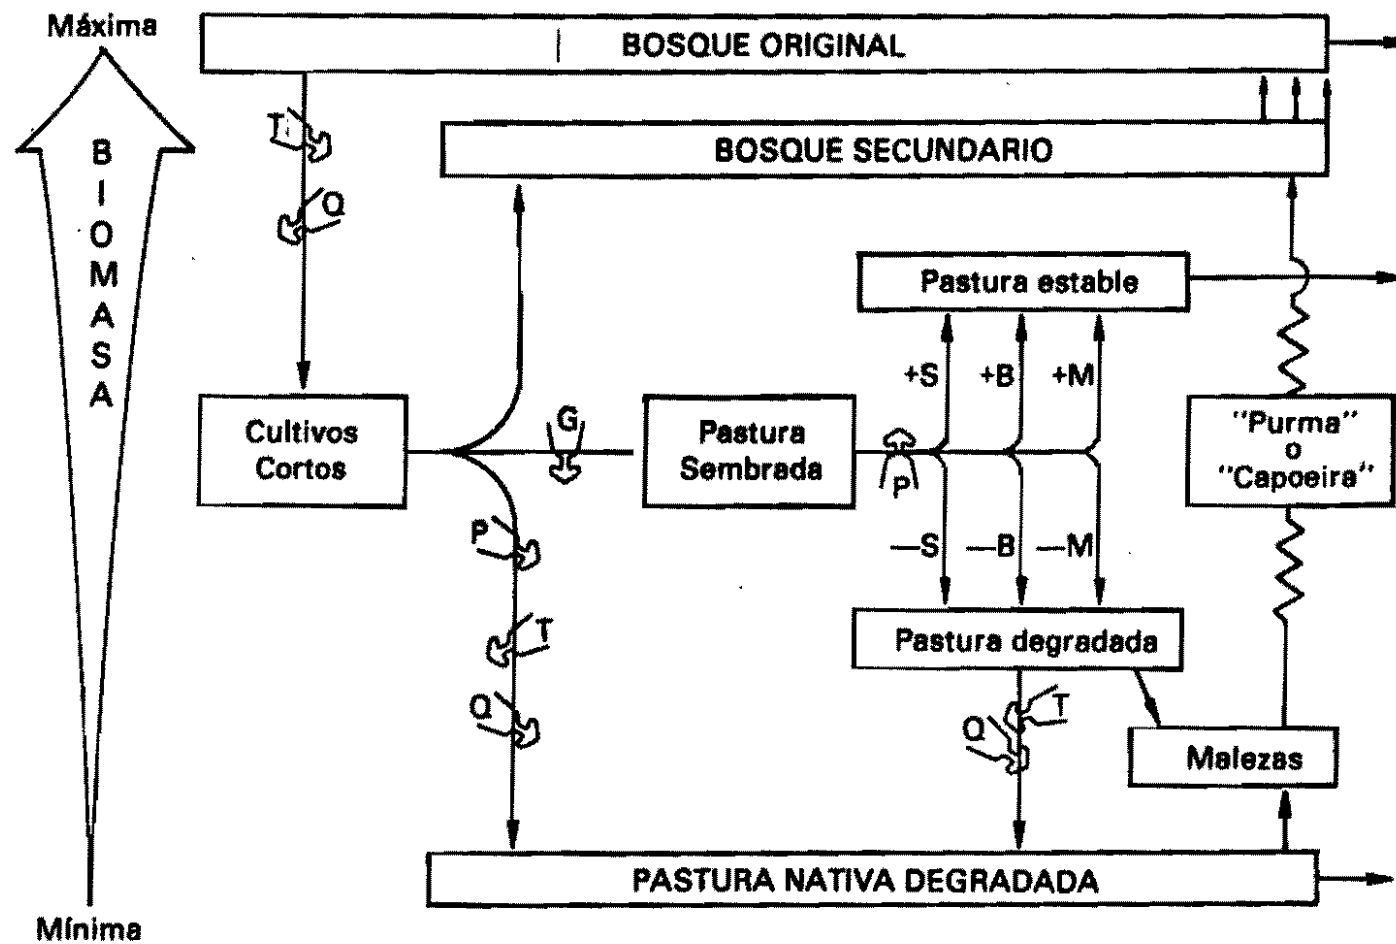 Máxima
BOSQUE ORIGINAL
T
BOSQUE SECUNDARIO
B
I
O
M
A
S
A
Q
Pastura estable
+S +B +M
Cultivos
Cortos
G
Pastura
Sembrada
P
"Purma"
o
"Capoeira"
P
—S —B —M
T
Pastura degradada
Q
T
Q
Malezas
PASTURA NATIVA DEGRADADA
Mínima